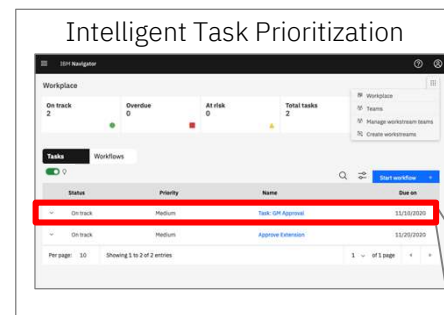 Intelligent Task Prioritization
IBM Navigator
Workplace
On track
2
Overdue
0
At risk
0
Total tasks
2
Workplace
Teams
Manage workstream teams
Create workstreams
Tasks Workflows
Start workflow +
Status Priority Name Due on
On track Medium Task: GM Approval 11/10/2020
On track Medium Approve Extension 11/20/2020
Per page: 10 Showing 1 to 2 of 2 entries 1 of 1 page